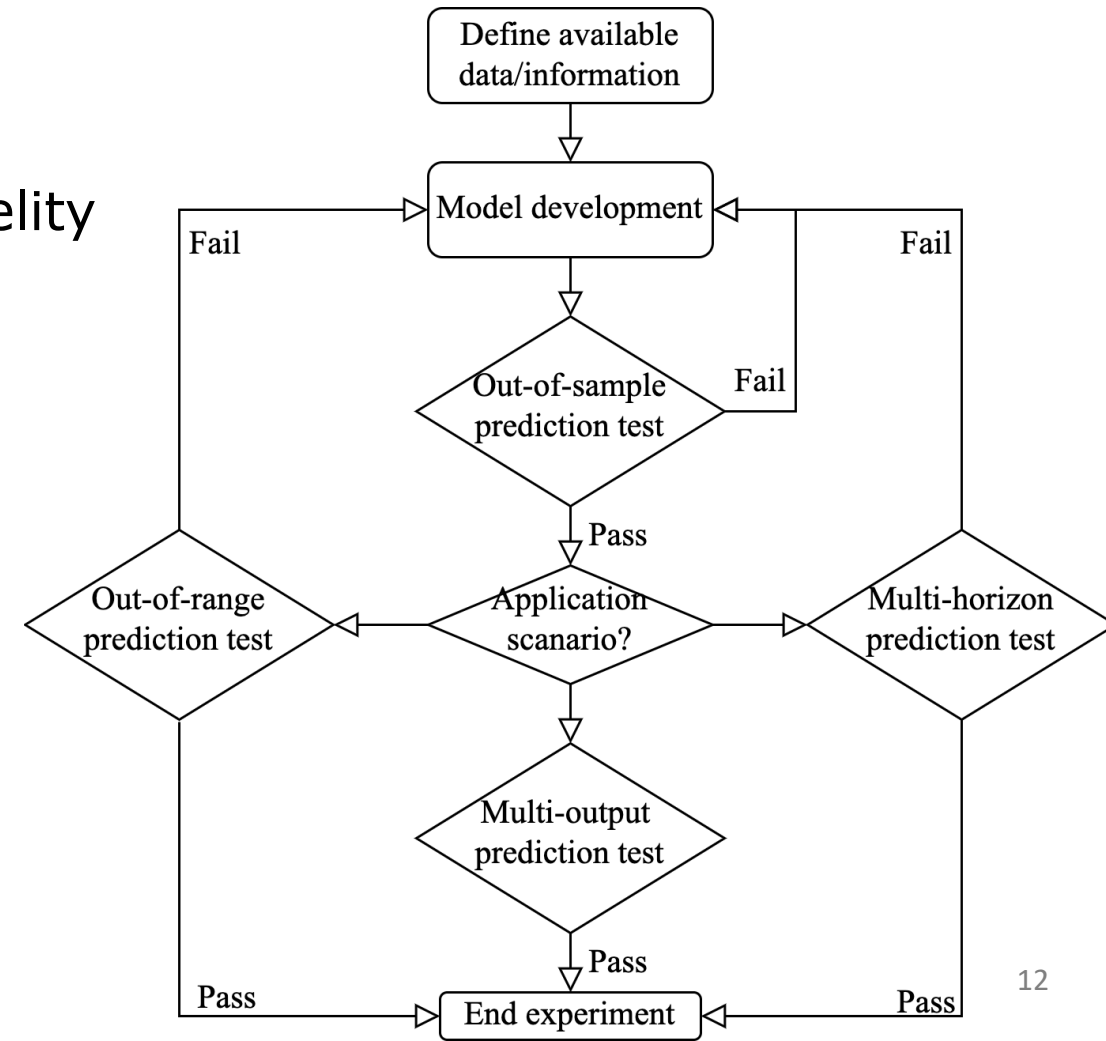 Define available
data/information
elity
Model development
Fail
Fail
Out-of-sample
prediction test
Fail
Pass
Out-of-range
prediction test
Application
scanario?
Multi-horizon
prediction test
Multi-output
prediction test
Pass
12
Pass
End experiment
Pass